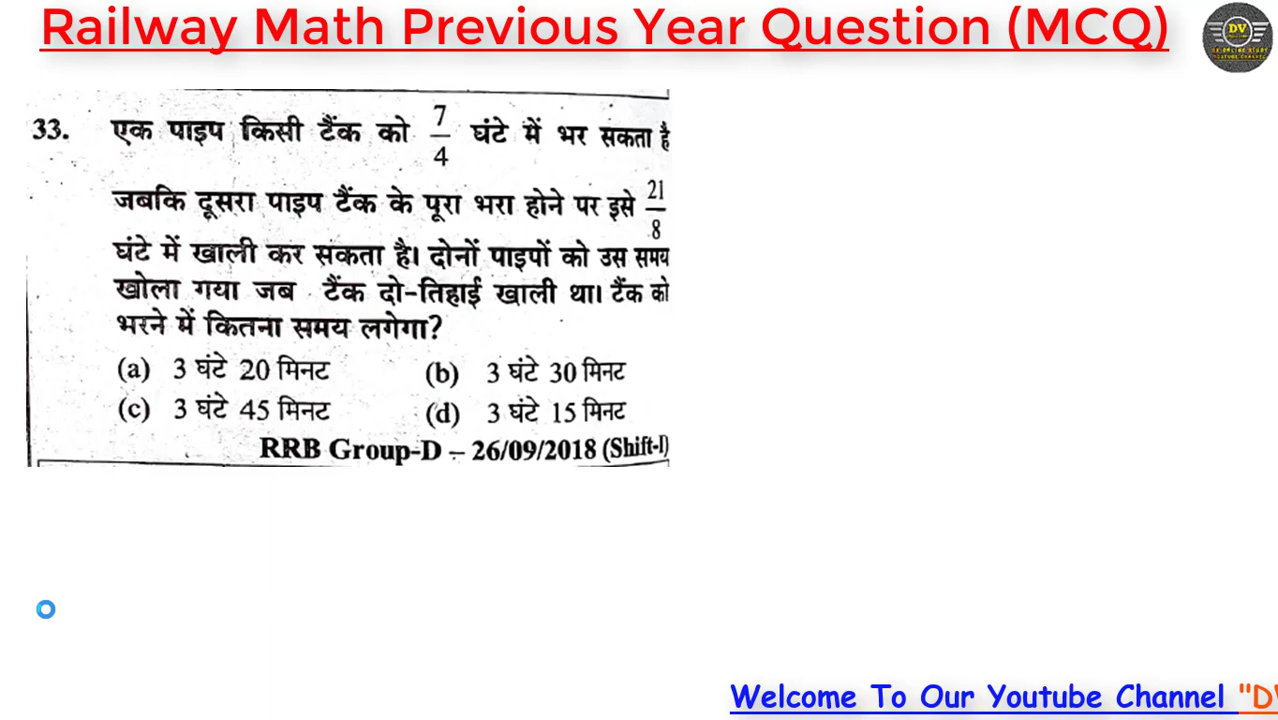 Railway Math Previous Year Question (MCQ)
DV
33. एक पाइप किसी टैंक को 7/4 घंटे में भर सकता है
जबकि दूसरा पाइप टैंक के पूरा भरा होने पर इसे 21/8
घंटे में खाली कर सकता है। दोनों पाइपों को उस समय
खोला गया जब टैंक दो-तिहाई खाली था। टैंक को
भरने में कितना समय लगेगा?
(a) 3 घंटे 20 मिनट (b) 3 घंटे 30 मिनट
(c) 3 घंटे 45 मिनट (d) 3 घंटे 15 मिनट
RRB Group-D – 26/09/2018 (Shift-I)
Welcome To Our Youtube Channel "DV